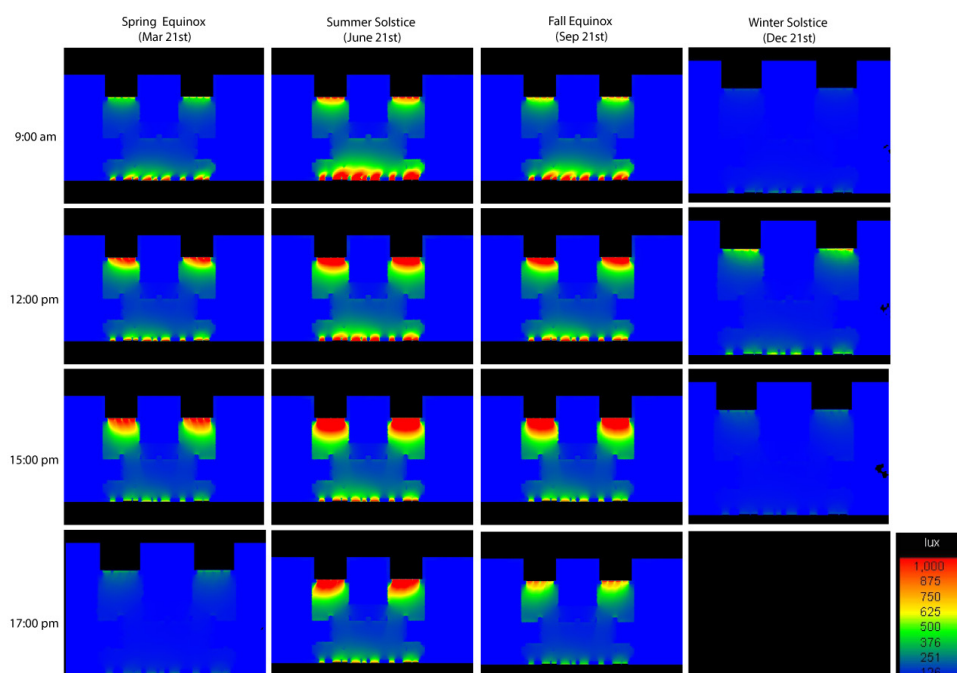 Spring Equinox
(Mar 21st)
Summer Solstice
(June 21st)
Fall Equinox
(Sep 21st)
Winter Solstice
(Dec 21st)
9:00 am
12:00 pm
15:00 pm
17:00 pm
lux
1,000
875
750
625
500
376
251
126